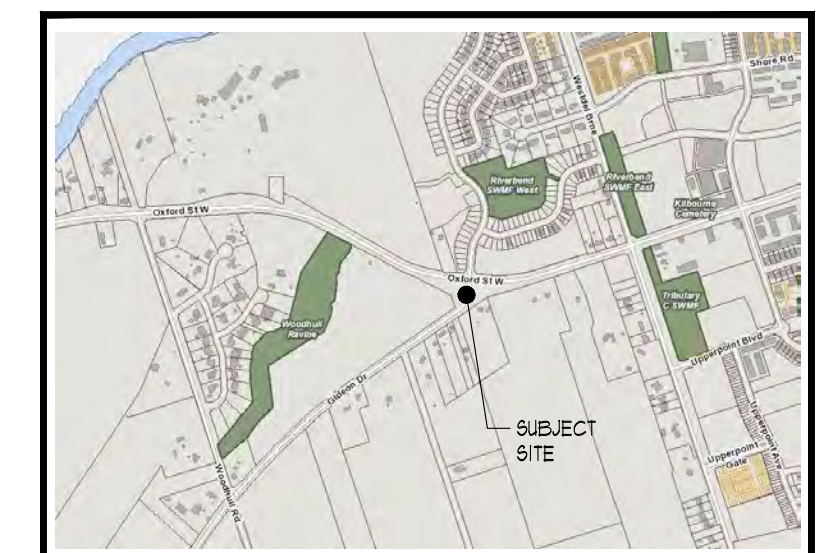 Shore Rd
Westdel Brne
Riverbend
SWMF West
Riverbend
SWMF East
Kilbourne
Cemetery
Oxford St W
Oxford St W
Tributary
C SWMF
Woodhull
Ravine
Upperpoint Blvd
Gideon Dr
Upperpoint Ave
SUBJECT
SITE
Upperpoint
Gate
Woodhull Rd